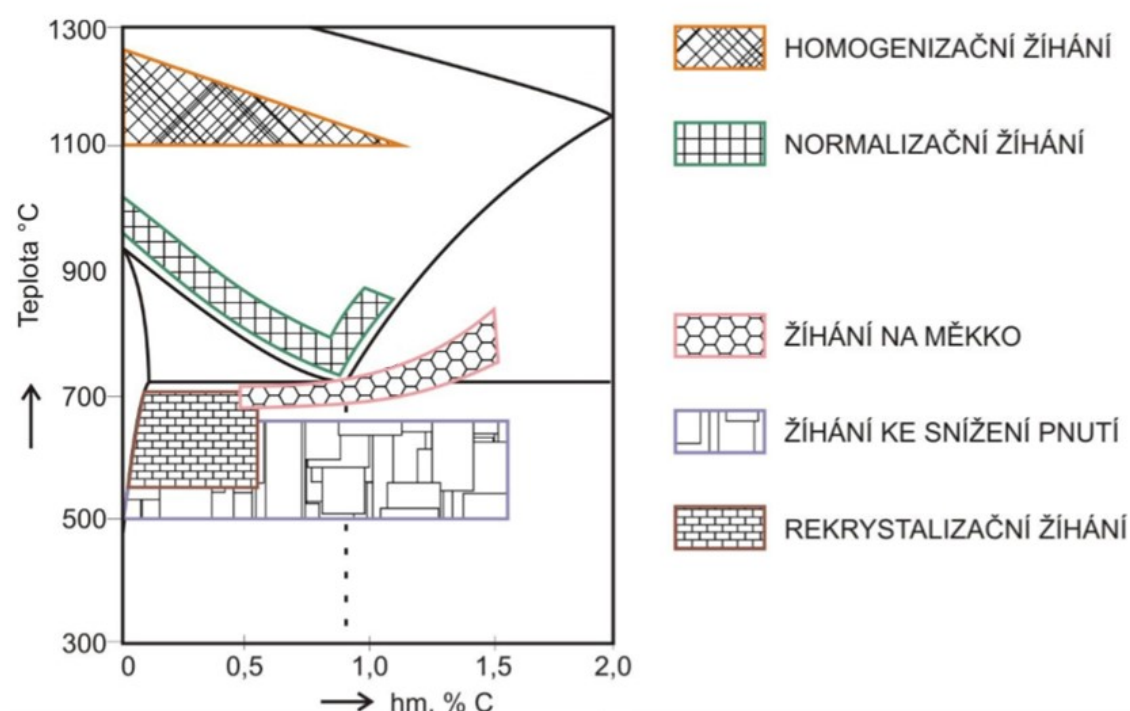 1300
1100
900
700
500
300
Teplota °C
0
0,5
1,0
1,5
2,0
hm. % C
HOMOGENIZAČNÍ ŽÍHÁNÍ
NORMALIZAČNÍ ŽÍHÁNÍ
ŽÍHÁNÍ NA MĚKKO
ŽÍHÁNÍ KE SNÍŽENÍ PNUTÍ
REKRYSTALIZAČNÍ ŽÍHÁNÍ